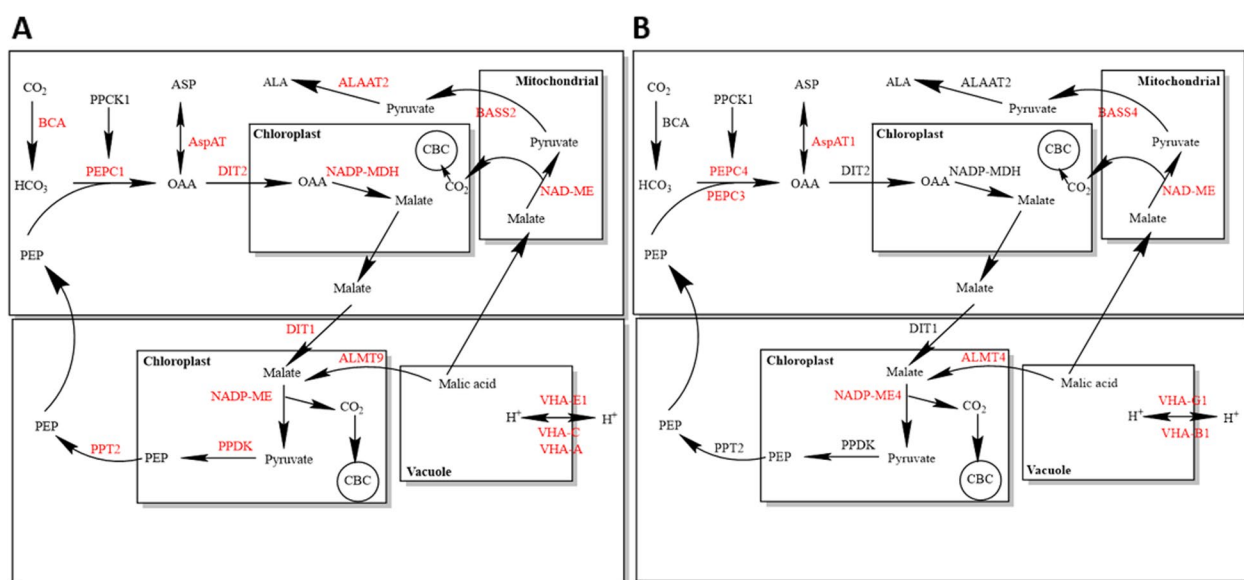 A
CO2
BCA
HCO3
PPCK1
PEPC1
ASP
AspAT
OAA
DIT2
ALA
ALAAT2
Pyruvate
BASS2
Mitochondrial
Pyruvate
NAD-ME
Malate
Chloroplast
CBC
CO2
OAA
NADP-MDH
Malate
PEP
Malate
DIT1
Chloroplast
Malate
ALMT9
NADP-ME
CO2
Malic acid
PEP
PPT2
PEP
PPDK
Pyruvate
CBC
VHA-E1
H+
H+
VHA-C
VHA-A
Vacuole
B
CO2
BCA
HCO3
PPCK1
PEPC4
PEPC3
ASP
AspAT1
OAA
DIT2
ALA
ALAAT2
Pyruvate
BASS4
Mitochondrial
Pyruvate
NAD-ME
Malate
Chloroplast
CBC
CO2
OAA
NADP-MDH
Malate
PEP
Malate
DIT1
Chloroplast
Malate
ALMT4
NADP-ME4
CO2
Malic acid
PEP
PPT2
PEP
PPDK
Pyruvate
CBC
VHA-G1
H+
H+
VHA-B1
Vacuole